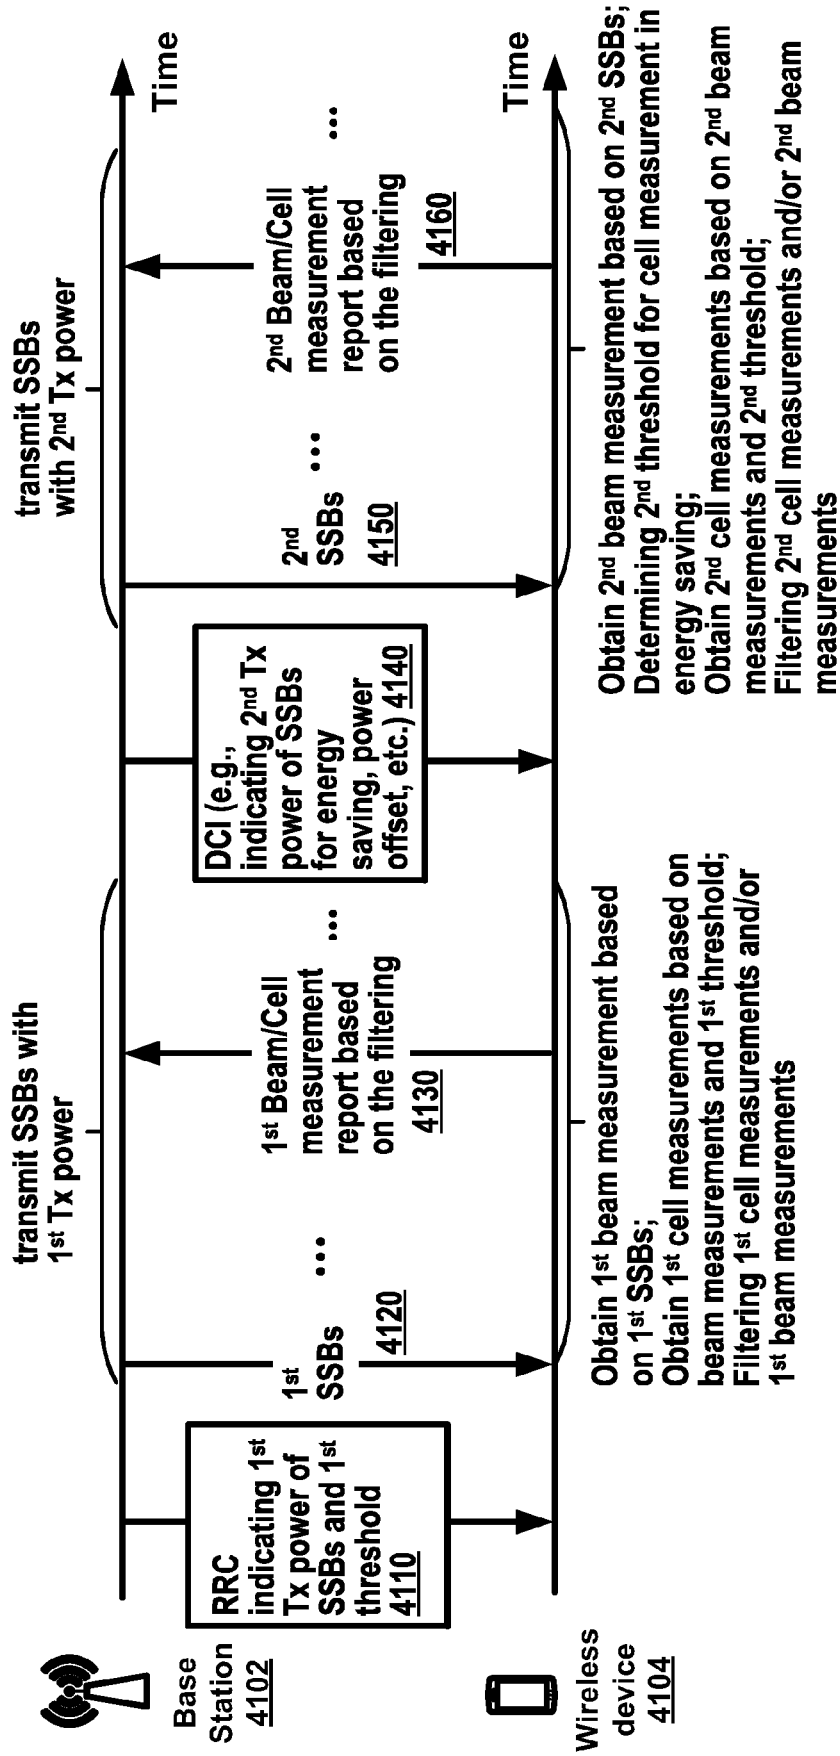 transmit SSBs with
1st Tx power
transmit SSBs
with 2nd Tx power
Base
Station
4102
Time
RRC
indicating 1st
Tx power of
SSBs and 1st
threshold
4110
1st
SSBs
4120
...
1st Beam/Cell
measurement
report based
on the filtering
4130
...
DCI (e.g.,
indicating 2nd Tx
power of SSBs
for energy
saving, power
offset, etc.) 4140
2nd
SSBs
4150
...
2nd Beam/Cell
measurement
report based
on the filtering
4160
...
Wireless
device
4104
Time
Obtain 1st beam measurement based
on 1st SSBs;
Obtain 1st cell measurements based on
beam measurements and 1st threshold;
Filtering 1st cell measurements and/or
1st beam measurements
Obtain 2nd beam measurement based on 2nd SSBs;
Determining 2nd threshold for cell measurement in
energy saving;
Obtain 2nd cell measurements based on 2nd beam
measurements and 2nd threshold;
Filtering 2nd cell measurements and/or 2nd beam
measurements